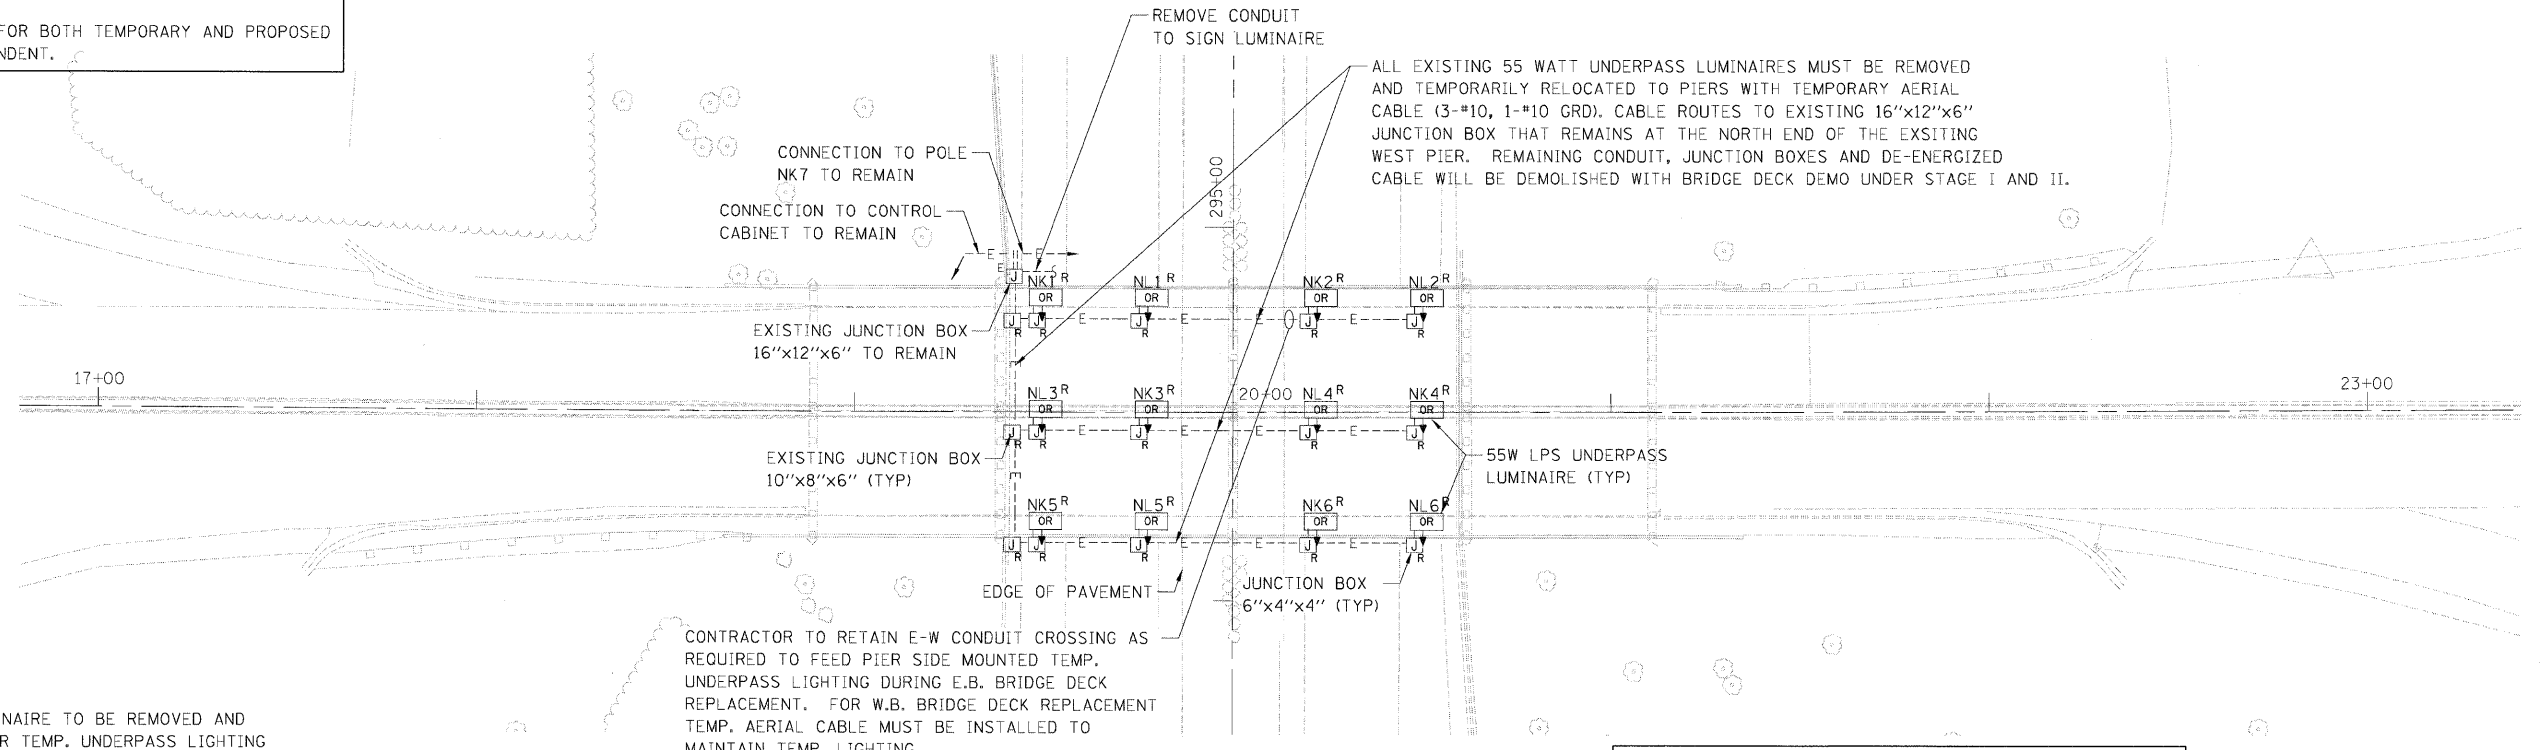 FOR BOTH TEMPORARY AND PROPOSED
NDENT.
REMOVE CONDUIT
TO SIGN LUMINAIRE
ALL EXISTING 55 WATT UNDERPASS LUMINAIRES MUST BE REMOVED
AND TEMPORARILY RELOCATED TO PIERS WITH TEMPORARY AERIAL
CABLE (3-#10, 1-#10 GRD). CABLE ROUTES TO EXISTING 16"x12"x6"
JUNCTION BOX THAT REMAINS AT THE NORTH END OF THE EXSITING
WEST PIER. REMAINING CONDUIT, JUNCTION BOXES AND DE-ENERGIZED
CABLE WILL BE DEMOLISHED WITH BRIDGE DECK DEMO UNDER STAGE I AND II.
CONNECTION TO POLE
NK7 TO REMAIN
295+00
CONNECTION TO CONTROL
CABINET TO REMAIN
E E
E
J
NK1 R NL1 R NK2 R NL2 R
OR OR OR OR
J J J E E E J E J
R R R R R
EXISTING JUNCTION BOX
16"x12"x6" TO REMAIN
17+00
20+00
23+00
NL3 R NK3 R NL4 R NK4 R
OR OR OR OR
J J E J E E J E J
R R R R R
EXISTING JUNCTION BOX
10"x8"x6" (TYP)
55W LPS UNDERPASS
LUMINAIRE (TYP)
NK5 R NL5 R NK6 R NL6 R
OR OR OR OR
J J E J E E J E J
R R R R R
EDGE OF PAVEMENT
JUNCTION BOX
6"x4"x4" (TYP)
CONTRACTOR TO RETAIN E-W CONDUIT CROSSING AS
REQUIRED TO FEED PIER SIDE MOUNTED TEMP.
UNDERPASS LIGHTING DURING E.B. BRIDGE DECK
REPLACEMENT. FOR W.B. BRIDGE DECK REPLACEMENT
TEMP. AERIAL CABLE MUST BE INSTALLED TO
MAINTAIN TEMP. LIGHTING
NAIRE TO BE REMOVED AND
R TEMP. UNDERPASS LIGHTING